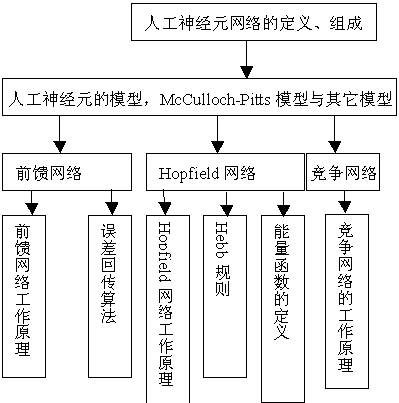 人工神经元网络的定义、组成
人工神经元的模型，McCulloch-Pitts 模型与其它模型
前馈网络
Hopfield 网络
竞争网络
前馈网络工作原理
误差回传算法
Hopfield 网络工作原理
Hebb 规则
能量函数的定义
竞争网络的工作原理